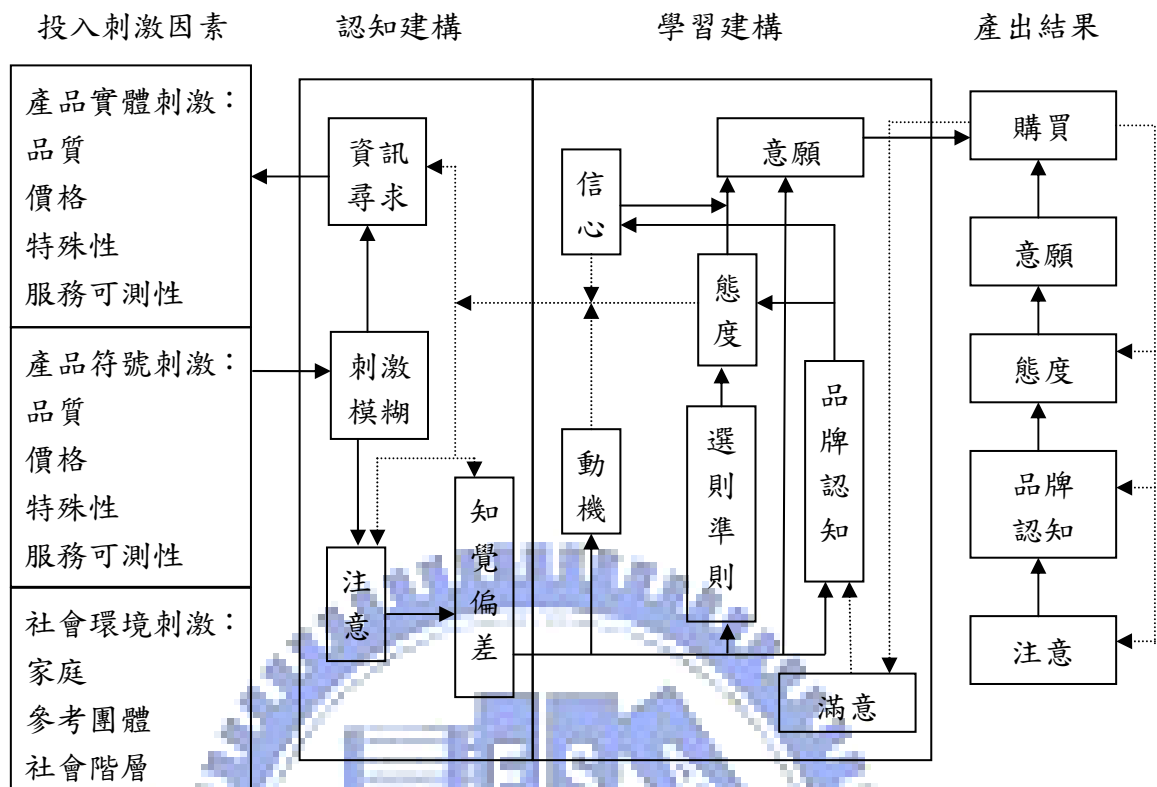 投入刺激因素
認知建構
學習建構
產出結果
產品實體刺激：
品質
價格
特殊性
服務可測性
產品符號刺激：
品質
價格
特殊性
服務可測性
社會環境刺激：
家庭
參考團體
社會階層
資訊
尋求
刺激
模糊
注
意
知
覺
偏
差
信
心
動
機
意願
態
度
選
則
準
則
品
牌
認
知
滿意
購買
意願
態度
品牌
認知
注意